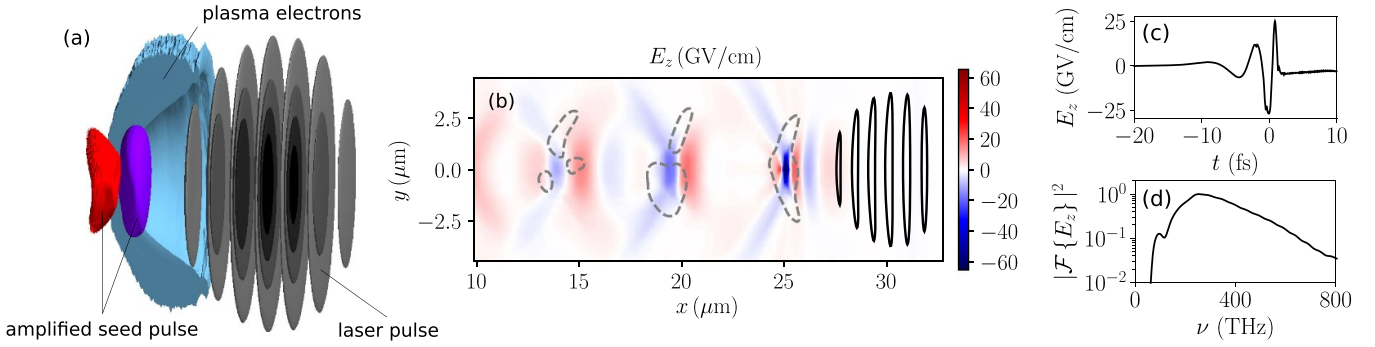 (a)
plasma electrons
amplified seed pulse
laser pulse
E_z (GV/cm)
(b)
2.5
0.0
−2.5
y (μm)
10 15 20 25 30
x (μm)
60
40
20
0
−20
−40
−60
(c)
E_z (GV/cm)
25
0
−25
−20 −10 0 10
t (fs)
(d)
|F{E_z}|²
10⁰
10⁻¹
10⁻²
0 400 800
ν (THz)